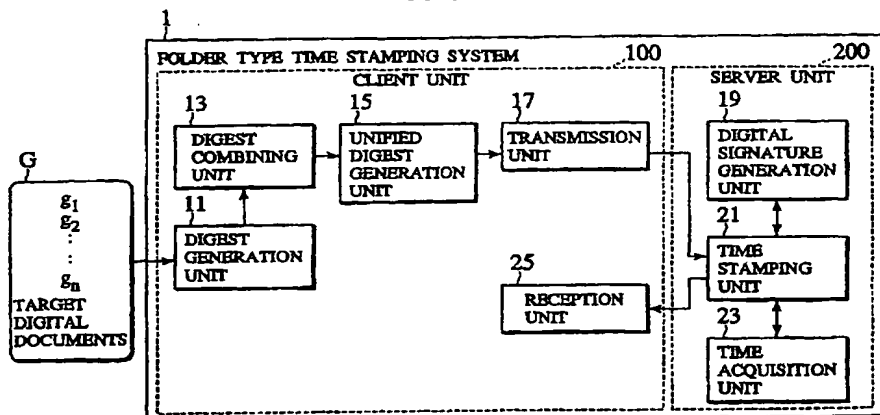 1
FOLDER TYPE TIME STAMPING SYSTEM
100
200
CLIENT UNIT
SERVER UNIT
13
DIGEST
COMBINING
UNIT
15
UNIFIED
DIGEST
GENERATION
UNIT
17
TRANSMISSION
UNIT
19
DIGITAL
SIGNATURE
GENERATION
UNIT
G
g1
g2
:
:
gn
TARGET
DIGITAL
DOCUMENTS
11
DIGEST
GENERATION
UNIT
25
RECEPTION
UNIT
21
TIME
STAMPING
UNIT
23
TIME
ACQUISITION
UNIT